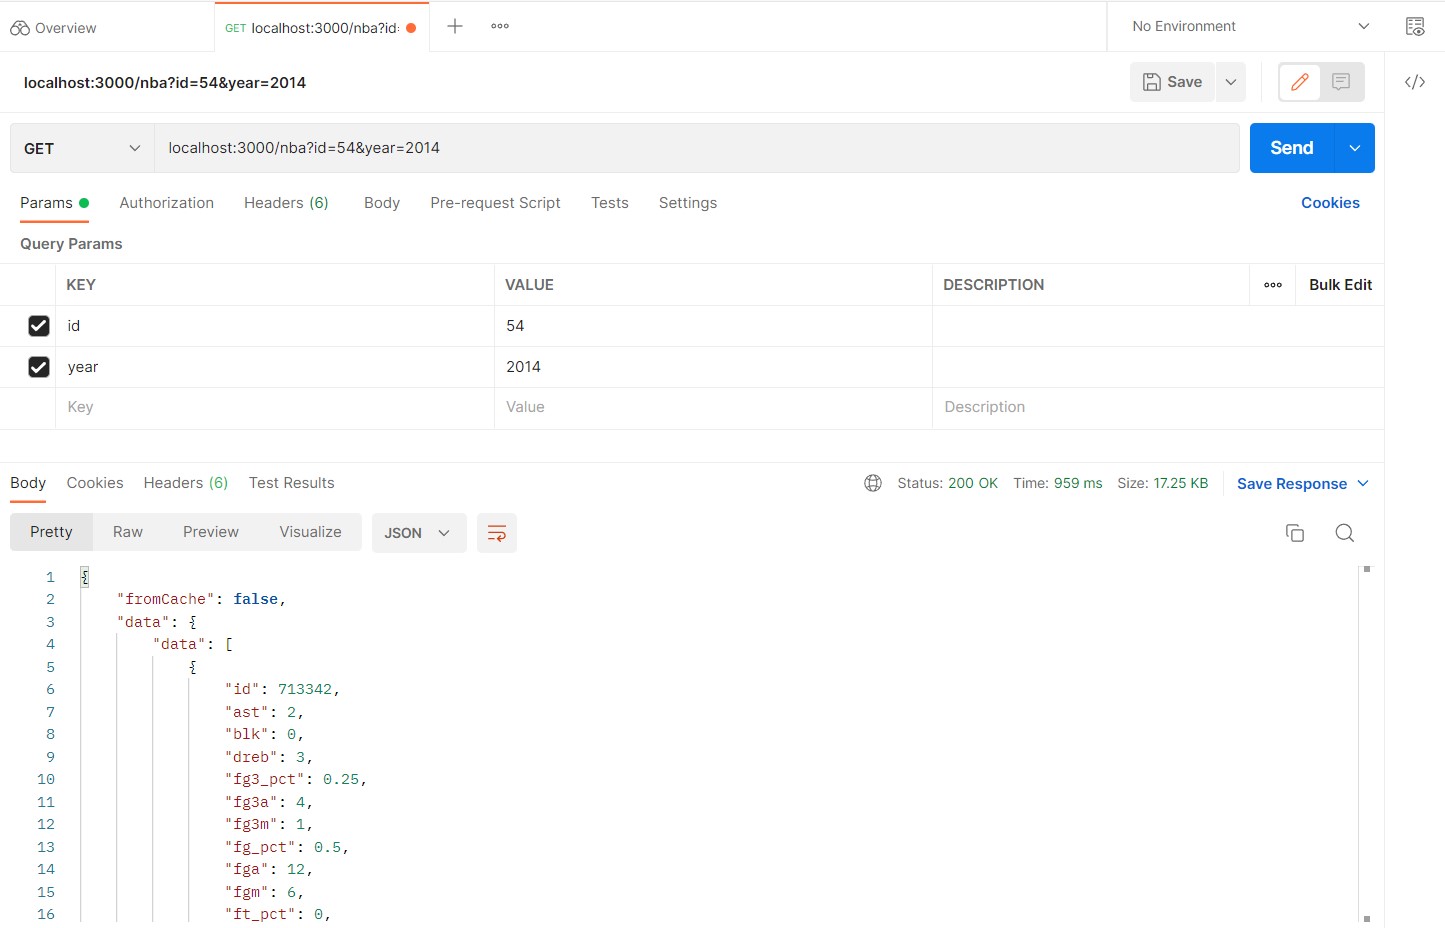 Overview
GET localhost:3000/nba?id=
No Environment
localhost:3000/nba?id=54&year=2014
Save
GET
localhost:3000/nba?id=54&year=2014
Send
Params Authorization Headers (6) Body Pre-request Script Tests Settings Cookies
Query Params
KEY VALUE DESCRIPTION Bulk Edit
id 54
year 2014
Key Value Description
Body Cookies Headers (6) Test Results Status: 200 OK Time: 959 ms Size: 17.25 KB Save Response
Pretty Raw Preview Visualize JSON
1 {
2 "fromCache": false,
3 "data": {
4 "data": [
5 {
6 "id": 713342,
7 "ast": 2,
8 "blk": 0,
9 "dreb": 3,
10 "fg3_pct": 0.25,
11 "fg3a": 4,
12 "fg3m": 1,
13 "fg_pct": 0.5,
14 "fga": 12,
15 "fgm": 6,
16 "ft_pct": 0,